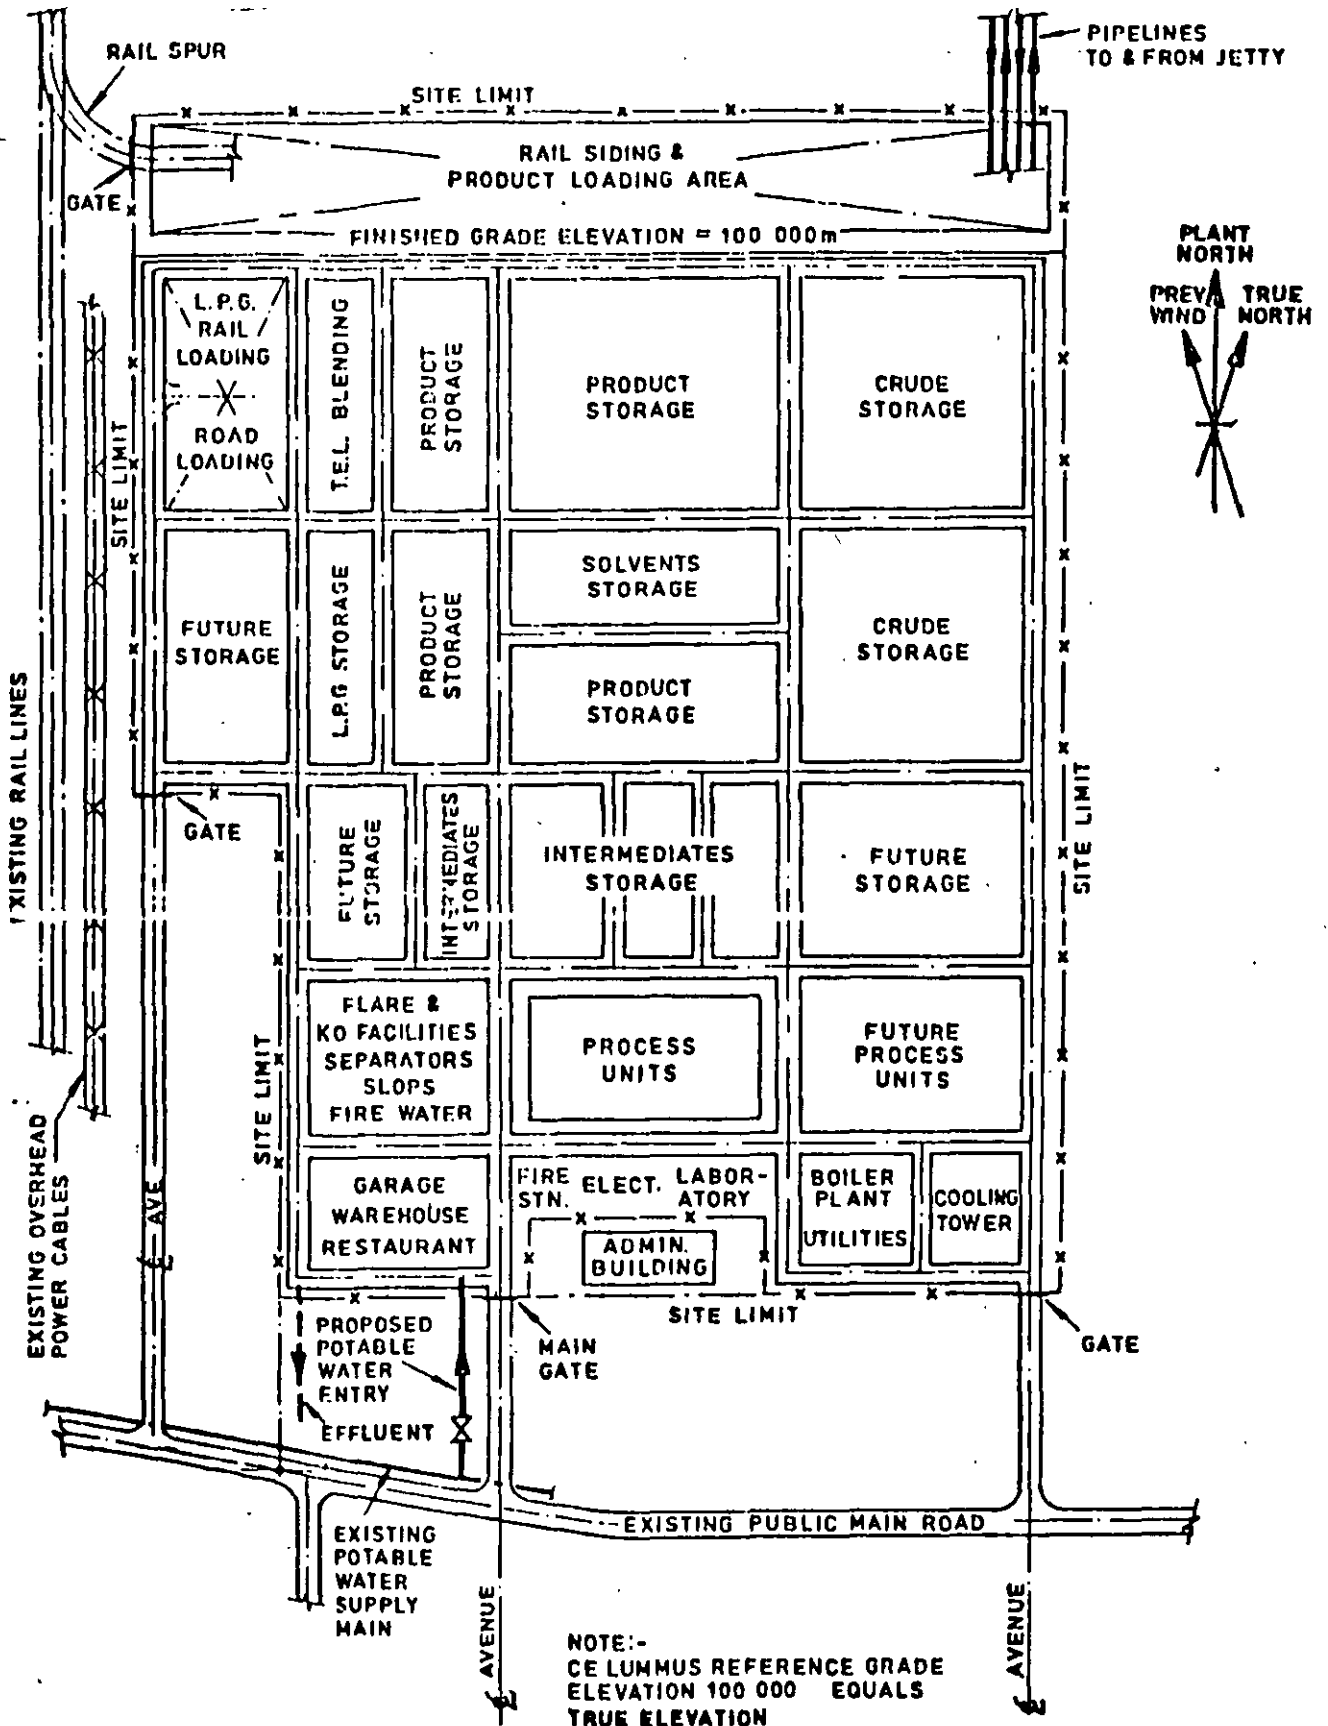 PIPELINES
TO & FROM JETTY
RAIL SPUR
SITE LIMIT
RAIL SIDING &
PRODUCT LOADING AREA
GATE
FINISHED GRADE ELEVATION = 100 000m
PLANT
NORTH
PREV
WIND
TRUE
NORTH
L.P.G.
RAIL
LOADING
ROAD
LOADING
T.E.L. BLENDING
PRODUCT
STORAGE
PRODUCT
STORAGE
CRUDE
STORAGE
SITE LIMIT
FUTURE
STORAGE
L.P.G STORAGE
PRODUCT
STORAGE
SOLVENTS
STORAGE
PRODUCT
STORAGE
CRUDE
STORAGE
EXISTING RAIL LINES
GATE
FUTURE
STORAGE
INTERMEDIATES
STORAGE
INTERMEDIATES
STORAGE
FUTURE
STORAGE
SITE LIMIT
SITE LIMIT
FLARE &
KO FACILITIES
SEPARATORS
SLOPS
FIRE WATER
PROCESS
UNITS
FUTURE
PROCESS
UNITS
EXISTING OVERHEAD
POWER CABLES
AVE
GARAGE
WAREHOUSE
RESTAURANT
FIRE
STN.
ELECT.
LABOR-
ATORY
ADMIN.
BUILDING
BOILER
PLANT
UTILITIES
COOLING
TOWER
SITE LIMIT
PROPOSED
POTABLE
WATER
ENTRY
MAIN
GATE
GATE
EFFLUENT
EXISTING PUBLIC MAIN ROAD
EXISTING
POTABLE
WATER
SUPPLY
MAIN
AVENUE
AVENUE
NOTE:-
CE LUMMUS REFERENCE GRADE
ELEVATION 100 000 EQUALS
TRUE ELEVATION